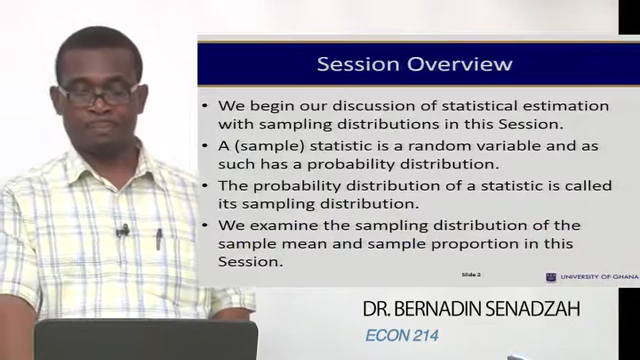 Session Overview
• We begin our discussion of statistical estimation
with sampling distributions in this Session.
• A (sample) statistic is a random variable and as
such has a probability distribution.
• The probability distribution of a statistic is called
its sampling distribution.
• We examine the sampling distribution of the
sample mean and sample proportion in this
Session.
Slide 2
UNIVERSITY OF GHANA
DR. BERNADIN SENADZAH
ECON 214